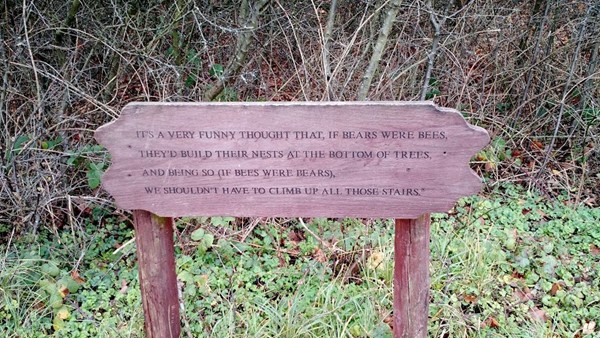 IT'S A VERY FUNNY THOUGHT THAT, IF BEARS WERE BEES,
THEY'D BUILD THEIR NESTS AT THE BOTTOM OF TREES.
AND BEING SO (IF BEES WERE BEARS),
WE SHOULDN'T HAVE TO CLIMB UP ALL THOSE STAIRS."